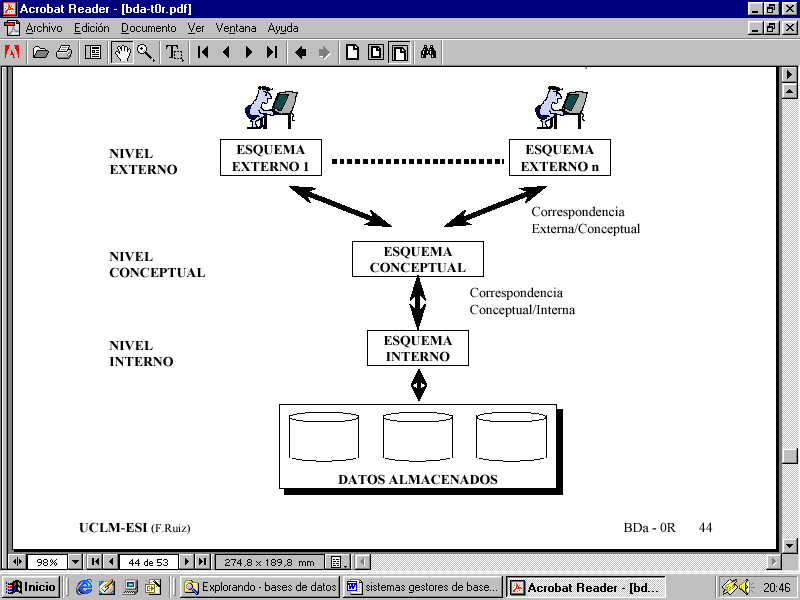 Acrobat Reader - [bda-t0r.pdf]
Archivo Edición Documento Ver Ventana Ayuda
ESQUEMA
EXTERNO 1
ESQUEMA
EXTERNO n
NIVEL
EXTERNO
Correspondencia
Externa/Conceptual
NIVEL
CONCEPTUAL
ESQUEMA
CONCEPTUAL
Correspondencia
Conceptual/Interna
NIVEL
INTERNO
ESQUEMA
INTERNO
DATOS ALMACENADOS
UCLM-ESI (F.Ruiz) BDa - 0R 44
98% 44 de 53 274,8 x 189,8 mm
Inicio Explorando - bases de datos sistemas gestores de base... Acrobat Reader - [bd... 20:46